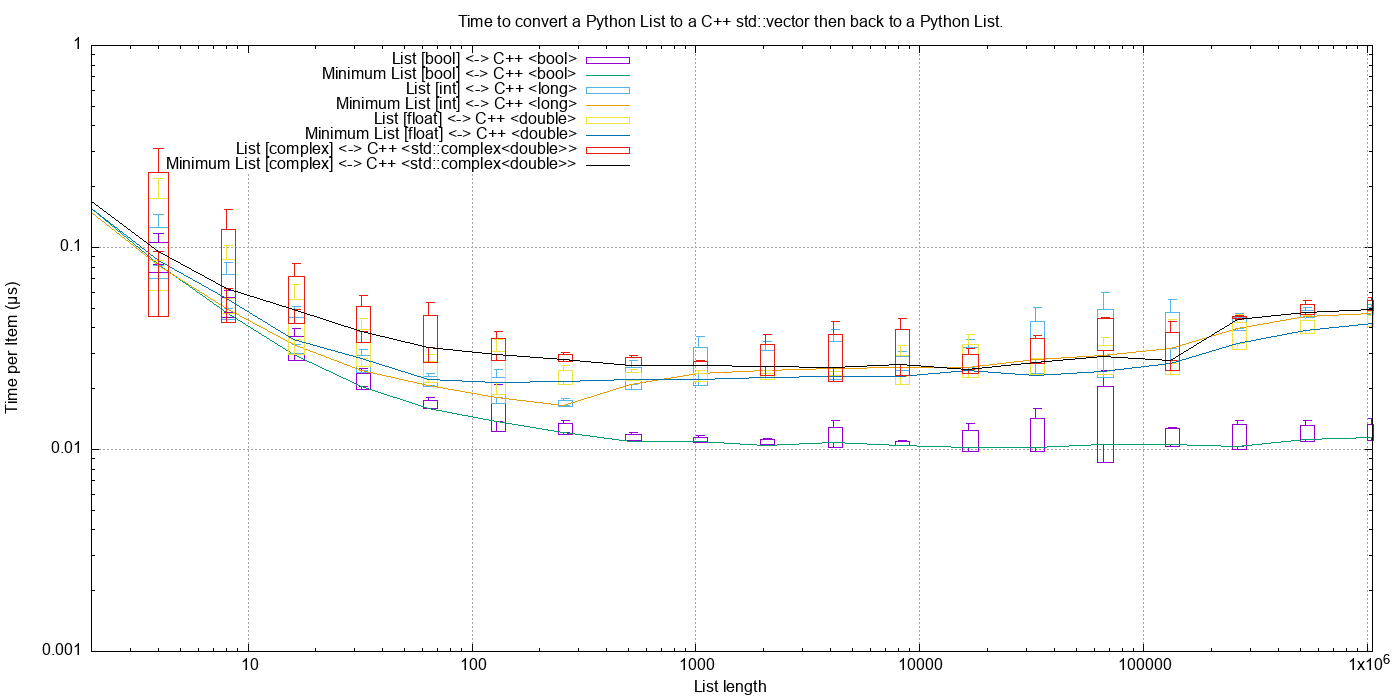 Time to convert a Python List to a C++ std::vector then back to a Python List.
List [bool] <-> C++ <bool>
Minimum List [bool] <-> C++ <bool>
List [int] <-> C++ <long>
Minimum List [int] <-> C++ <long>
List [float] <-> C++ <double>
Minimum List [float] <-> C++ <double>
List [complex] <-> C++ <std::complex<double>>
Minimum List [complex] <-> C++ <std::complex<double>>
Time per Item (µs)
1
0.1
0.01
0.001
10 100 1000 10000 100000 1x10⁶
List length